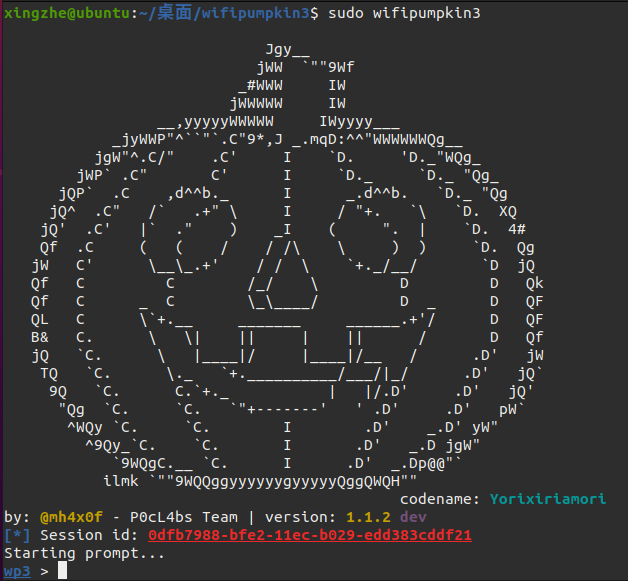 xingzhe@ubuntu:~/桌面/wifipumpkin3$ sudo wifipumpkin3
                                Jgy__
                               jWW  `""9Wf
                             _#WWW     IW
                            jWWWWW     IW
                    __,yyyyyWWWWW     IWyyyy___
               _jyWWP"^``"`.C"9*,J _.mqD:^^"WWWWWWQg__
             jgW"^.C/"    .C'     I    `D.     'D._"WQg_
           jWP` .C"       C'      I     `D._     `D._ "Qg_
         jQP`  .C    ,d^^b._      I      _.d^^b.   `D._ "Qg
        jQ^  .C"   /`   .+" \     I     / "+.   `\   `D.  XQ
       jQ'  .C'   |`  ."    )    _I    (     ".  |    `D.  4#
       Qf  .C     (   (    /    / /\    \     )  )     `D.  Qg
      jW   C'      \__\_.+'    / /  \    `+._/__/       `D  jQ
      Qf   C         C        /_/    \         D         D   Qk
      Qf   C      _  C        \_\____/         D  _      D   QF
      QL   C      \`+.__     _______     ______.+'/      D   QF
      B&   C.      \   \|    ||     |    ||      /       D   Qf
      jQ   `C.      \   |____|/     |____|/__   /      .D'   jW
       TQ   `C.      \._   `+.__________/___/|_/      .D'   jQ`
        9Q   `C.      C.`+._           |   |/.D'     .D'   jQ'
         "Qg  `C.     `C.   `"+-------'   ' .D'     .D'   pW`
          ^WQy `C.     `C.        I        .D'    _.D' yW"
            ^9Qy_`C.    `C.       I       .D'   _.D jgW"
               `9WQgC.__ `C.      I      .D'  _.Dp@@"`
              ilmk `""9WQQggyyyyyygyyyyyQggQWQH""
                                            codename: Yorixiriamori
by: @mh4x0f - P0cL4bs Team | version: 1.1.2 dev
[*] Session id: 0dfb7988-bfe2-11ec-b029-edd383cddf21
Starting prompt...
wp3 >